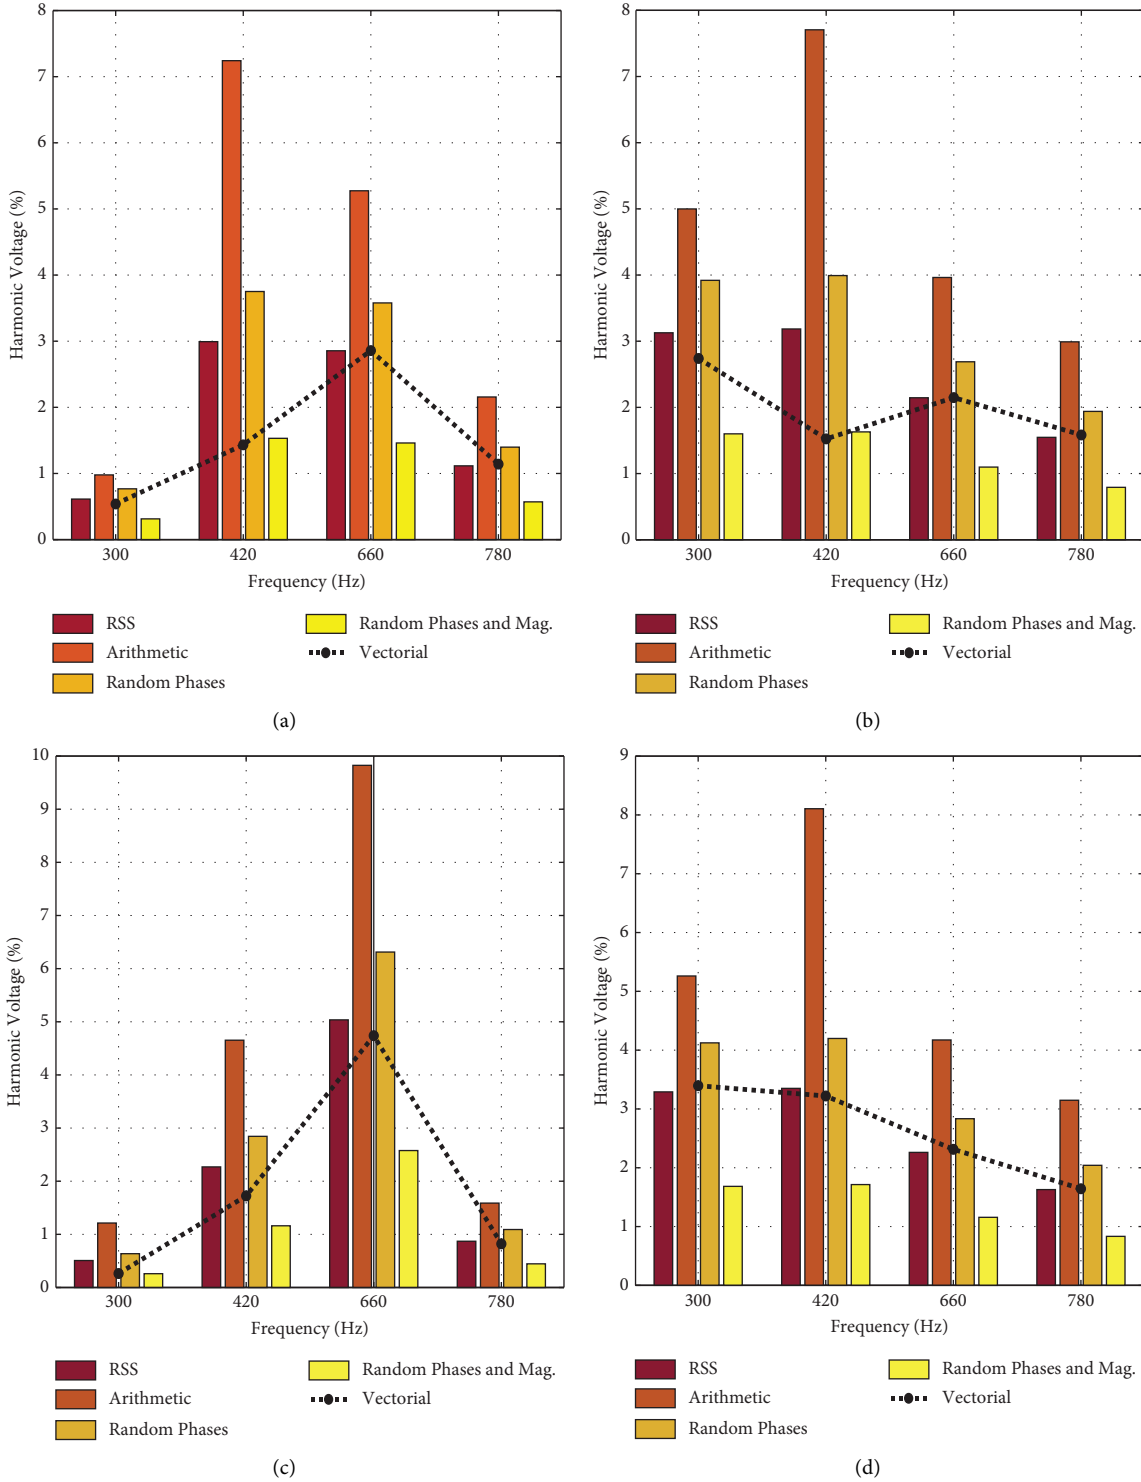 8
7
6
5
4
3
2
1
0
Harmonic Voltage (%)
300 420 660 780
Frequency (Hz)
RSS
Arithmetic
Random Phases
Random Phases and Mag.
Vectorial
(a)
8
7
6
5
4
3
2
1
0
Harmonic Voltage (%)
300 420 660 780
Frequency (Hz)
RSS
Arithmetic
Random Phases
Random Phases and Mag.
Vectorial
(b)
10
9
8
7
6
5
4
3
2
1
0
Harmonic Voltage (%)
300 420 660 780
Frequency (Hz)
RSS
Arithmetic
Random Phases
Random Phases and Mag.
Vectorial
(c)
9
8
7
6
5
4
3
2
1
0
Harmonic Voltage (%)
300 420 660 780
Frequency (Hz)
RSS
Arithmetic
Random Phases
Random Phases and Mag.
Vectorial
(d)